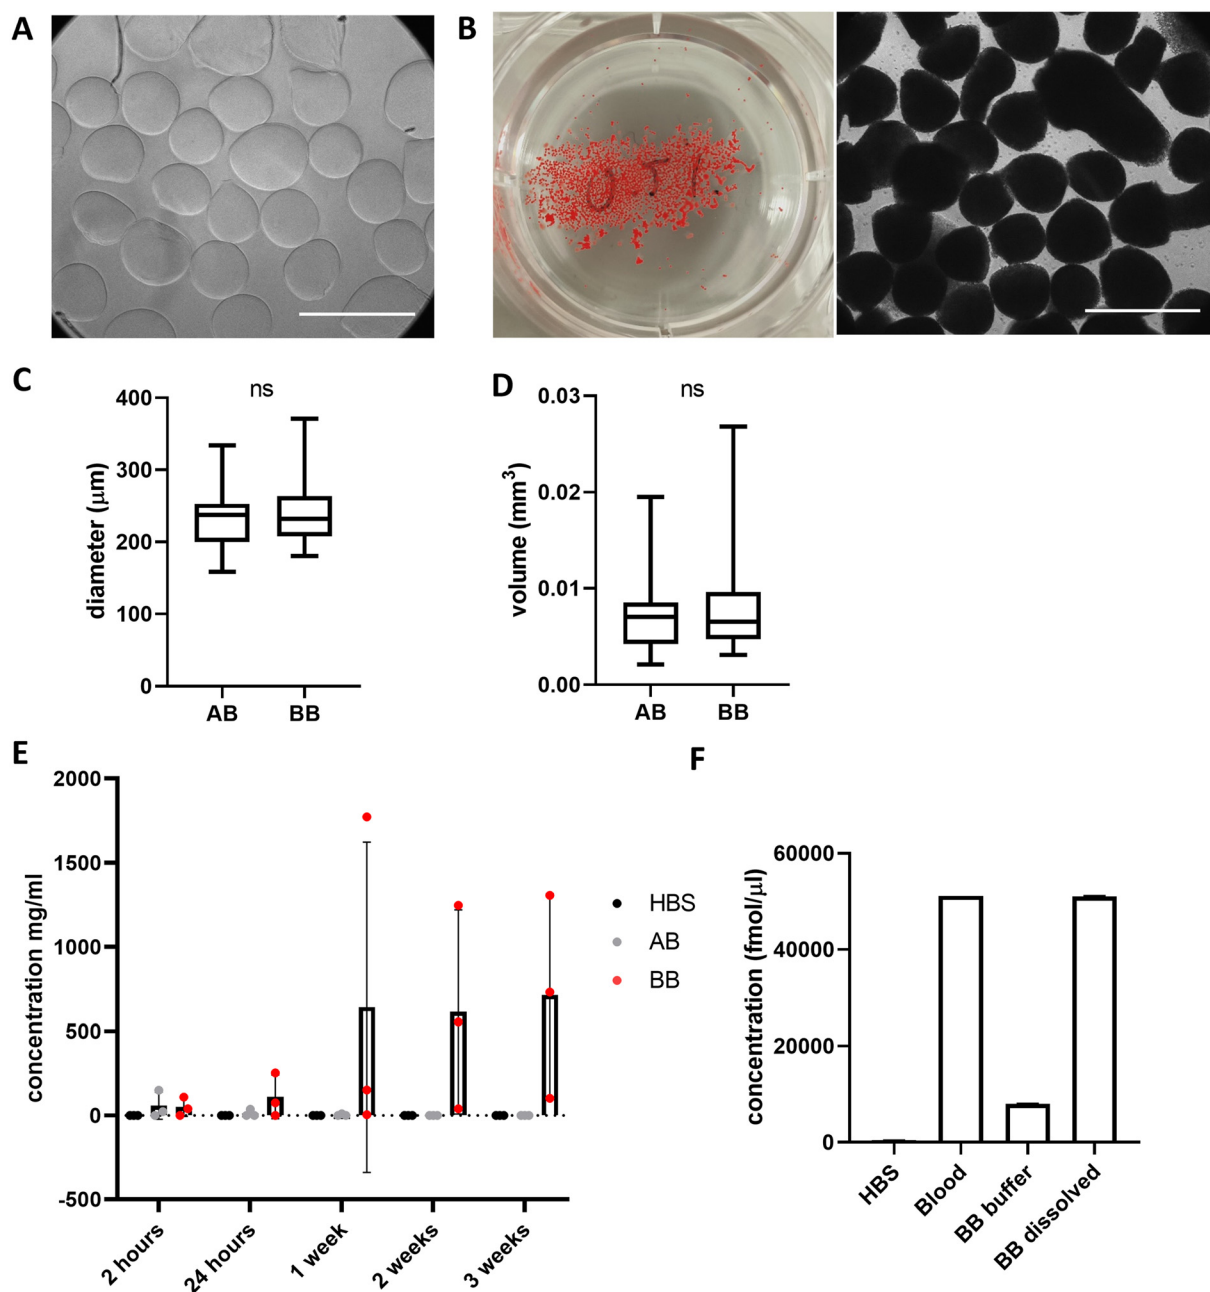 A
B
0.5 1
C
ns
400
300
200
100
0
diameter (μm)
AB
BB
D
ns
0.03
0.02
0.01
0.00
volume (mm³)
AB
BB
E
2000
1500
1000
500
0
-500
concentration mg/ml
2 hours
24 hours
1 week
2 weeks
3 weeks
HBS
AB
BB
F
60000
40000
20000
0
concentration (fmol/μl)
HBS
Blood
BB buffer
BB dissolved